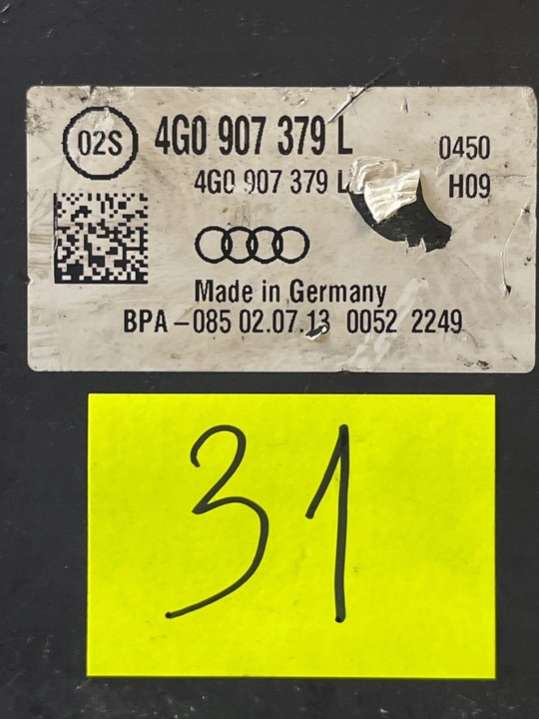 02S 4G0 907 379 L 0450
4G0 907 379 L H09
Made in Germany
BPA-085 02.07.13 0052 2249
31